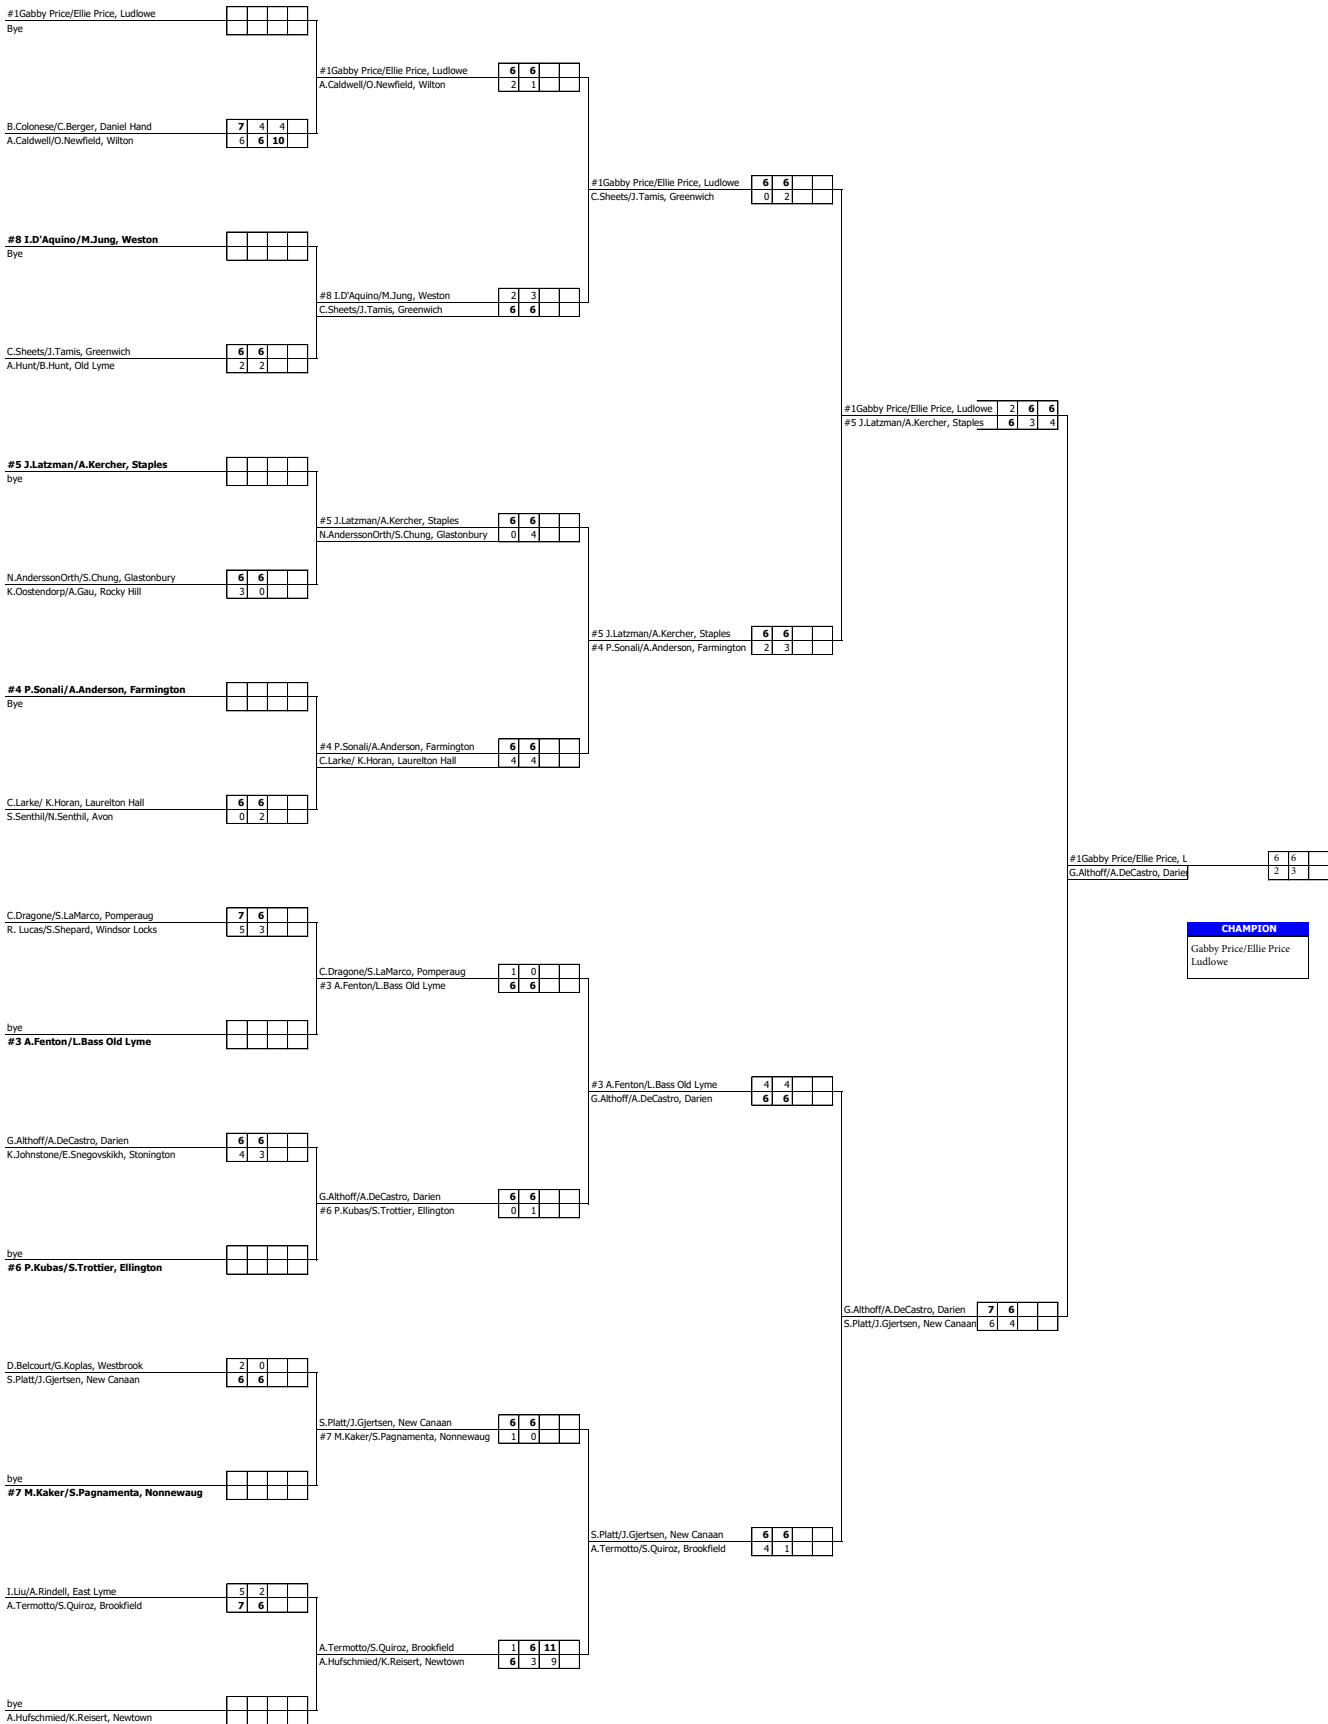 #1Gabby Price/Ellie Price, Ludlowe
Bye
#1Gabby Price/Ellie Price, Ludlowe 6 6
A.Caldwell/O.Newfield, Wilton 2 1
B.Colonese/C.Berger, Daniel Hand 7 4 4
A.Caldwell/O.Newfield, Wilton 6 6 10
#1Gabby Price/Ellie Price, Ludlowe 6 6
C.Sheets/J.Tamis, Greenwich 0 2
#8 I.D'Aquino/M.Jung, Weston
Bye
#8 I.D'Aquino/M.Jung, Weston 2 3
C.Sheets/J.Tamis, Greenwich 6 6
C.Sheets/J.Tamis, Greenwich 6 6
A.Hunt/B.Hunt, Old Lyme 2 2
#1Gabby Price/Ellie Price, Ludlowe 2 6 6
#5 J.Latzman/A.Kercher, Staples 6 3 4
#5 J.Latzman/A.Kercher, Staples
bye
#5 J.Latzman/A.Kercher, Staples 6 6
N.AnderssonOrth/S.Chung, Glastonbury 0 4
N.AnderssonOrth/S.Chung, Glastonbury 6 6
K.Oostendorp/A.Gau, Rocky Hill 3 0
#5 J.Latzman/A.Kercher, Staples 6 6
#4 P.Sonali/A.Anderson, Farmington 2 3
#4 P.Sonali/A.Anderson, Farmington
Bye
#4 P.Sonali/A.Anderson, Farmington 6 6
C.Larke/ K.Horan, Laurelton Hall 4 4
C.Larke/ K.Horan, Laurelton Hall 6 6
S.Senthil/N.Senthil, Avon 0 2
#1Gabby Price/Ellie Price, L 6 6
G.Althoff/A.DeCastro, Darien 2 3
C.Dragone/S.LaMarco, Pomperaug 7 6
R. Lucas/S.Shepard, Windsor Locks 5 3
CHAMPION
Gabby Price/Ellie Price
Ludlowe
C.Dragone/S.LaMarco, Pomperaug 1 0
#3 A.Fenton/L.Bass Old Lyme 6 6
bye
#3 A.Fenton/L.Bass Old Lyme
#3 A.Fenton/L.Bass Old Lyme 4 4
G.Althoff/A.DeCastro, Darien 6 6
G.Althoff/A.DeCastro, Darien 6 6
K.Johnstone/E.Snegovskikh, Stonington 4 3
G.Althoff/A.DeCastro, Darien 6 6
#6 P.Kubas/S.Trottier, Ellington 0 1
bye
#6 P.Kubas/S.Trottier, Ellington
G.Althoff/A.DeCastro, Darien 7 6
S.Platt/J.Gjertsen, New Canaan 6 4
D.Belcourt/G.Koplas, Westbrook 2 0
S.Platt/J.Gjertsen, New Canaan 6 6
S.Platt/J.Gjertsen, New Canaan 6 6
#7 M.Kaker/S.Pagnamenta, Nonnewaug 1 0
bye
#7 M.Kaker/S.Pagnamenta, Nonnewaug
S.Platt/J.Gjertsen, New Canaan 6 6
A.Termotto/S.Quiroz, Brookfield 4 1
I.Liu/A.Rindell, East Lyme 5 2
A.Termotto/S.Quiroz, Brookfield 7 6
A.Termotto/S.Quiroz, Brookfield 1 6 11
A.Hufschmied/K.Reisert, Newtown 6 3 9
bye
A.Hufschmied/K.Reisert, Newtown